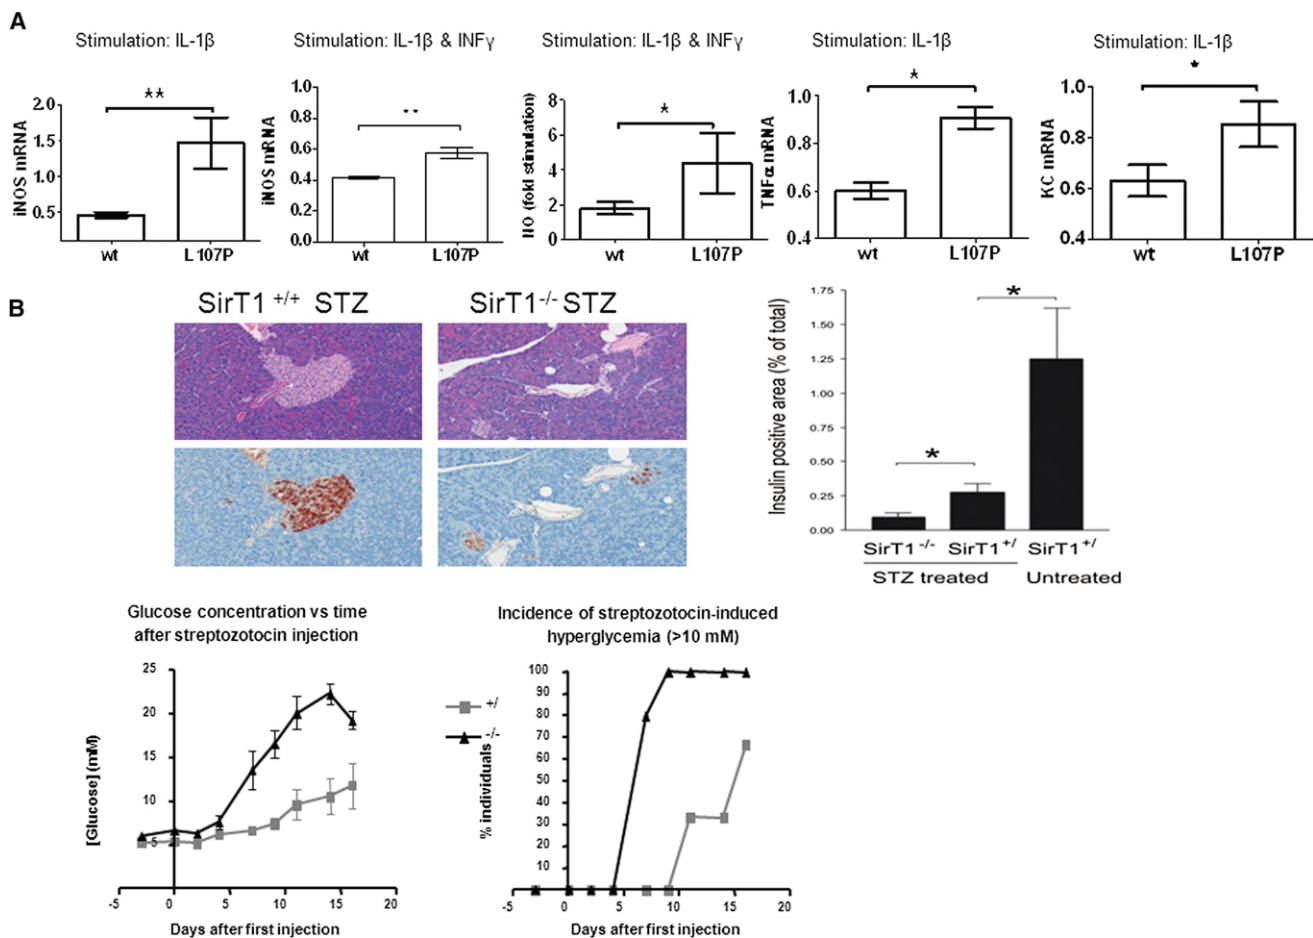 A
Stimulation: IL-1β
Stimulation: IL-1β & INFγ
Stimulation: IL-1β & INFγ
Stimulation: IL-1β
Stimulation: IL-1β
iNOS mRNA
2.0
1.5
1.0
0.5
**
wt
L107P
iNOS mRNA
1.0
0.8
0.6
0.4
0.2
0.0
**
wt
L107P
NO (fold stimulation)
8
6
4
2
0
*
wt
L107P
TNFα mRNA
1.0
0.8
0.6
0.4
*
wt
L107P
KC mRNA
1.0
0.8
0.6
0.4
*
wt
L107P
B
SirT1 +/+ STZ
SirT1-/- STZ
Insulin positive area (% of total)
1.75
1.50
1.25
1.00
0.75
0.50
0.25
0.00
*
*
SirT1-/-
SirT1+/
SirT1+/
STZ treated
Untreated
Glucose concentration vs time
after streptozotocin injection
[Glucose] (mM)
25
20
15
10
5
-5
0
5
10
15
20
Days after first injection
+/
-/-
Incidence of streptozotocin-induced
hyperglycemia (>10 mM)
% individuals
100
90
80
70
60
50
40
30
20
10
-5
0
5
10
15
20
Days after first injection